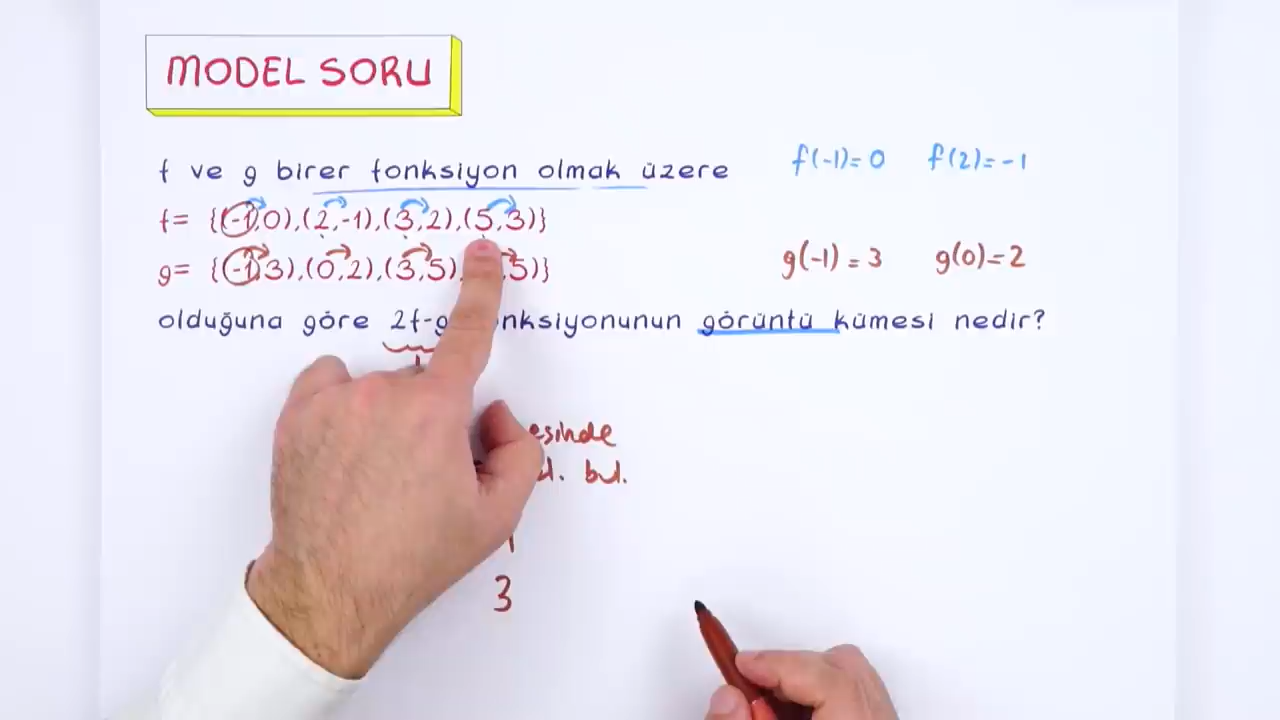 MODEL SORU
f ve g birer fonksiyon olmak üzere
f(-1)=0 f(2)=-1
f= {(-1,0),(2,-1),(3,2),(5,3)}
g= {(-1,3),(0,2),(3,5), ,5)}
g(-1)=3 g(0)=2
olduğuna göre 2f-g nksiyonunun görüntü kümesi nedir?
esinde
bul.
3